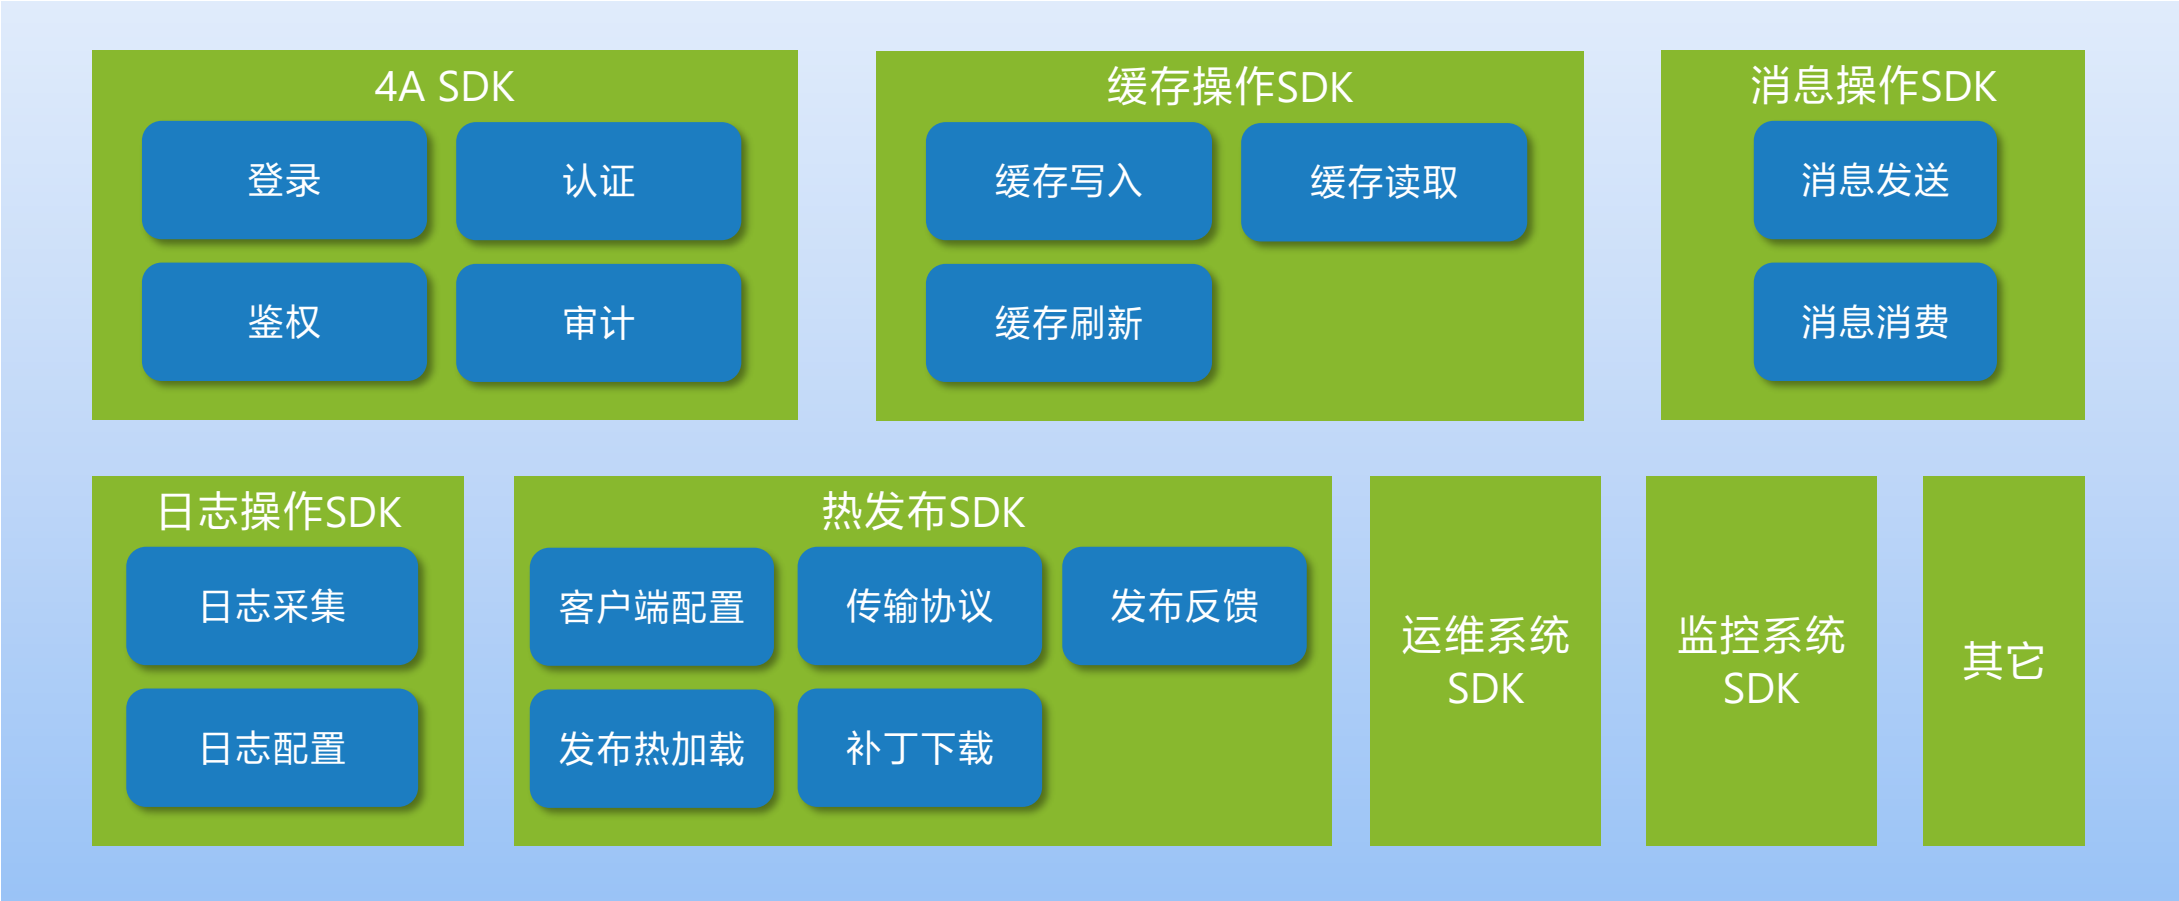 4A SDK
登录
认证
鉴权
审计
缓存操作SDK
缓存写入
缓存读取
缓存刷新
消息操作SDK
消息发送
消息消费
日志操作SDK
日志采集
日志配置
热发布SDK
客户端配置
传输协议
发布反馈
发布热加载
补丁下载
运维系统
SDK
监控系统
SDK
其它